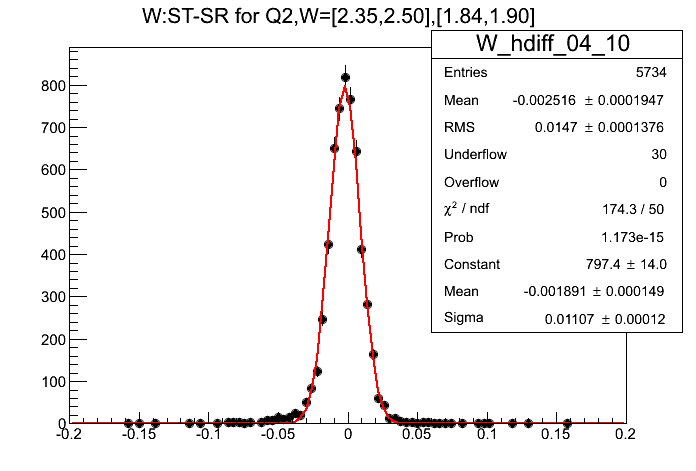 W:ST-SR for Q2,W=[2.35,2.50],[1.84,1.90]
W_hdiff_04_10
Entries 5734
Mean -0.002516 ± 0.0001947
RMS 0.0147 ± 0.0001376
Underflow 30
Overflow 0
χ² / ndf 174.3 / 50
Prob 1.173e-15
Constant 797.4 ± 14.0
Mean -0.001891 ± 0.000149
Sigma 0.01107 ± 0.00012
800
700
600
500
400
300
200
100
0
-0.2 -0.15 -0.1 -0.05 0 0.05 0.1 0.15 0.2